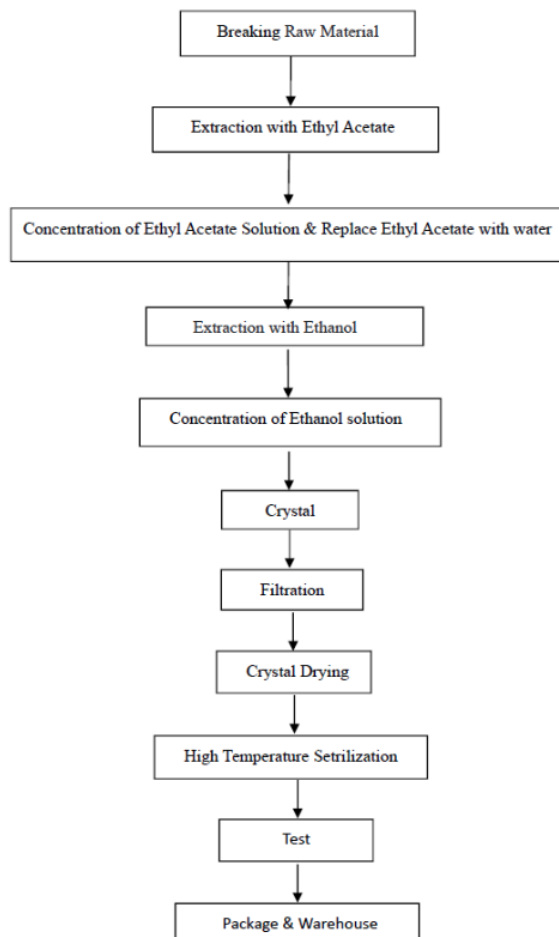 Breaking Raw Material
Extraction with Ethyl Acetate
Concentration of Ethyl Acetate Solution & Replace Ethyl Acetate with water
Extraction with Ethanol
Concentration of Ethanol solution
Crystal
Filtration
Crystal Drying
High Temperature Setrilization
Test
Package & Warehouse